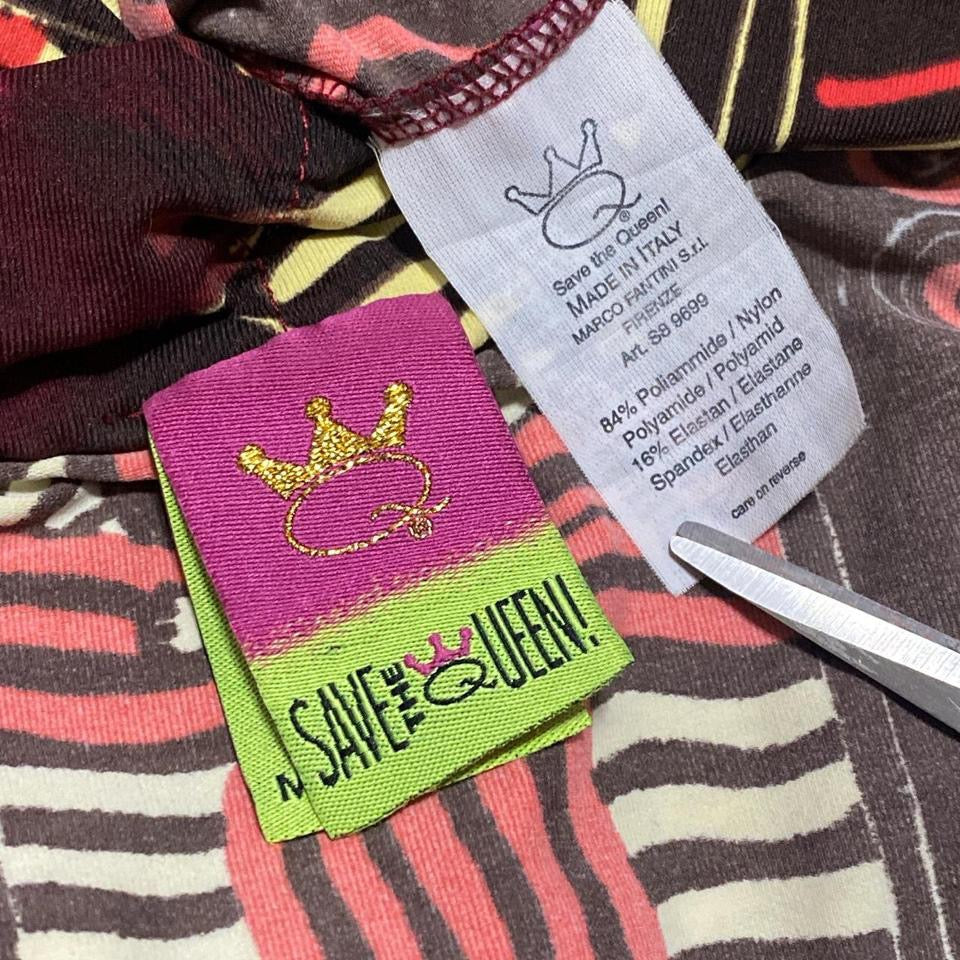 Q®
Save the Queen!
MADE IN ITALY
MARCO FANTINI S.r.l.
FIRENZE
Art. S8 9699
84% Poliammide / Nylon
Polyamide / Polyamid
16% Elastan / Elastane
Spandex / Elasthanne
Elasthan
care on reverse
Q®
SAVE THE QUEEN!